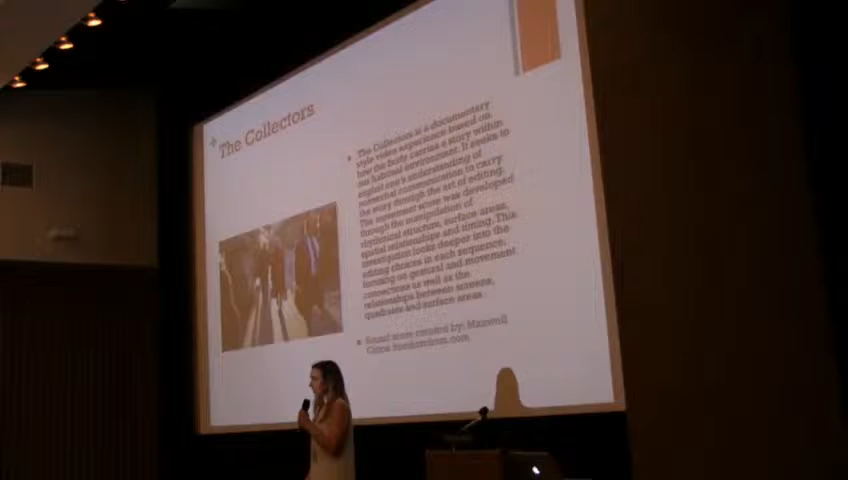 The Collectors
The Collectors is a documentary
style video experience based on
how the body carries a story within
our habitual environment. It seeks to
exploit one's understanding of
nonverbal communication to carry
the story through the art of editing.
The movement score was developed
through the manipulation of
rhythmical structure, surface areas,
spatial relationships and timing. This
investigation looks deeper into the
editing choices in each sequence,
focusing on gestural and movement
connections as well as the
relationships between screens,
quadrants and surface areas.
Sound score created by: Maxwell